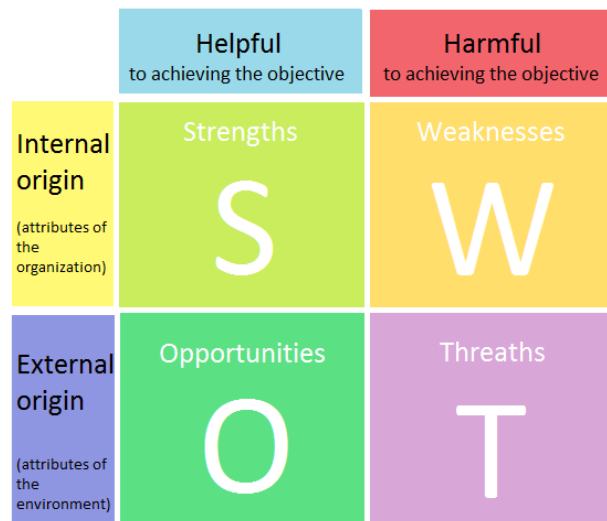 Helpful
to achieving the objective
Harmful
to achieving the objective
Internal
origin
(attributes of
the
organization)
Strengths
S
Weaknesses
W
External
origin
(attributes of
the
environment)
Opportunities
O
Threaths
T